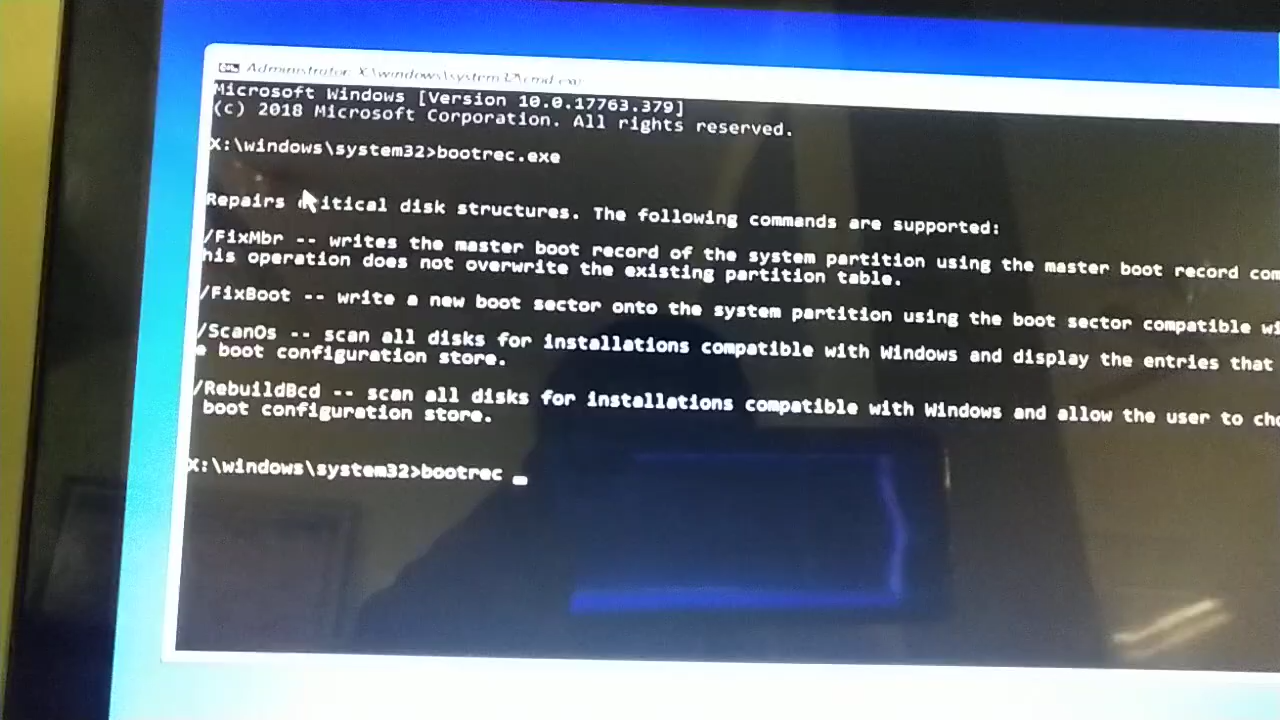 Administrator: X:\windows\system32\cmd.exe
Microsoft Windows [Version 10.0.17763.379]
(c) 2018 Microsoft Corporation. All rights reserved.
X:\windows\system32>bootrec.exe
Repairs critical disk structures. The following commands are supported:
/FixMbr -- writes the master boot record of the system partition using the master boot record com
his operation does not overwrite the existing partition table.
/FixBoot -- write a new boot sector onto the system partition using the boot sector compatible wi
/ScanOs -- scan all disks for installations compatible with Windows and display the entries that
e boot configuration store.
/RebuildBcd -- scan all disks for installations compatible with Windows and allow the user to cho
boot configuration store.
X:\windows\system32>bootrec